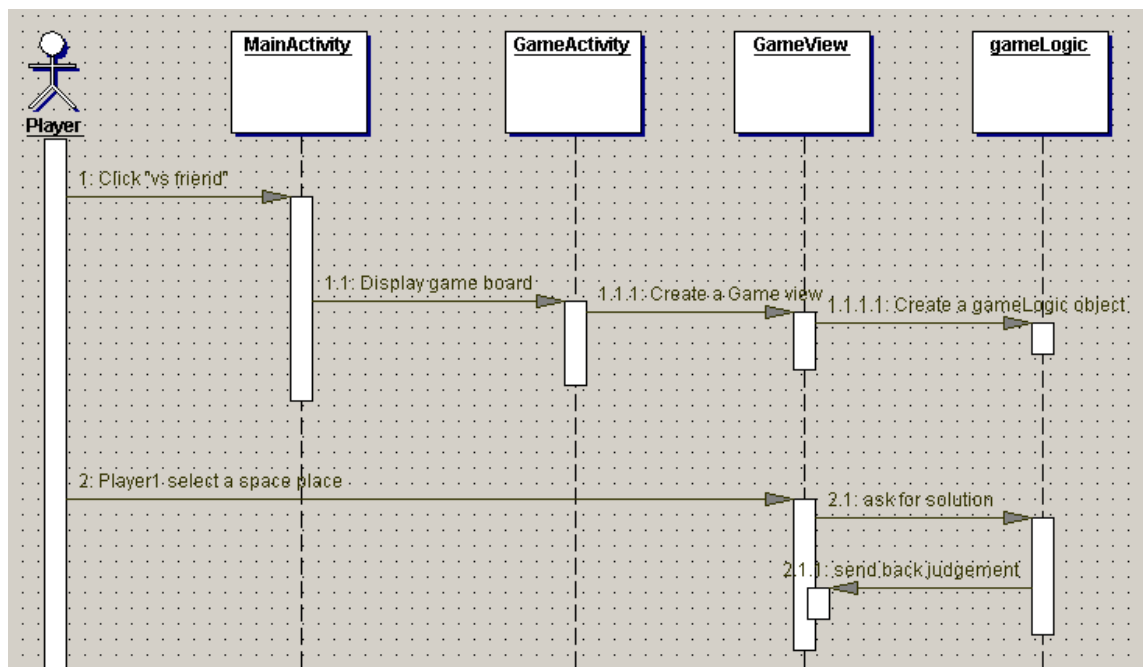 MainActivity
GameActivity
GameView
gameLogic
Player
1: Click "vs friend"
1.1: Display game board
1.1.1: Create a Game view
1.1.1.1: Create a gameLogic object
2: Player1 select a space place
2.1: ask for solution
2.1.1: send back judgement